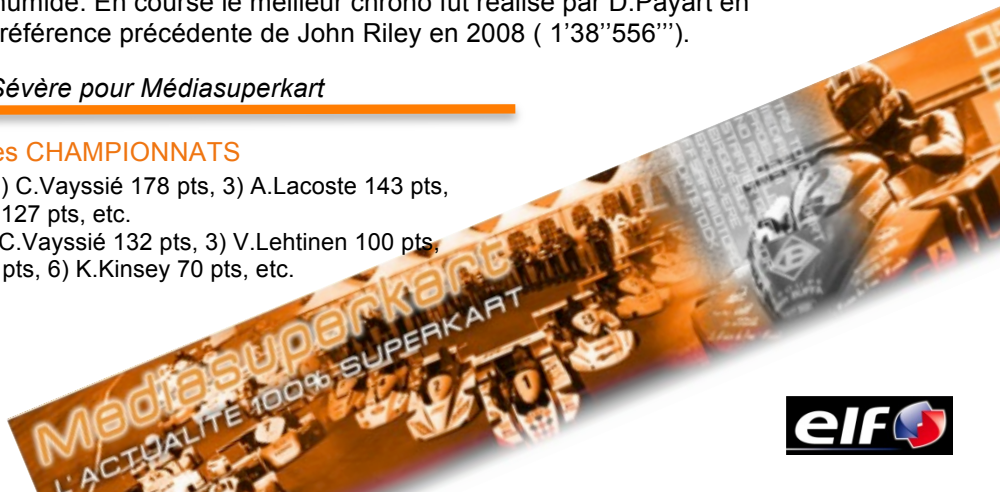 humide. En course le meilleur chrono fut réalisé par D.Payart en
référence précédente de John Riley en 2008 ( 1'38''556''').
Sévère pour Médiasuperkart
es CHAMPIONNATS
) C.Vayssié 178 pts, 3) A.Lacoste 143 pts,
127 pts, etc.
C.Vayssié 132 pts, 3) V.Lehtinen 100 pts,
pts, 6) K.Kinsey 70 pts, etc.
Mediasuperkart
L'ACTUALITE 100% SUPERKART
elf